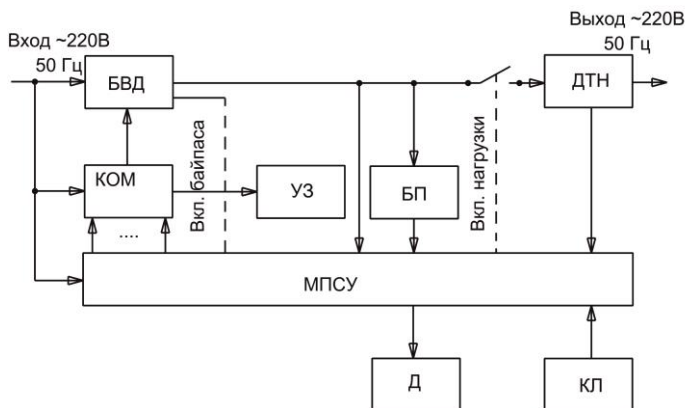 Вход ~220В
50 Гц
Выход ~220В
50 Гц
БВД
ДТН
Вкл. байпаса
Вкл. нагрузки
КОМ
УЗ
БП
....
МПСУ
Д
КЛ